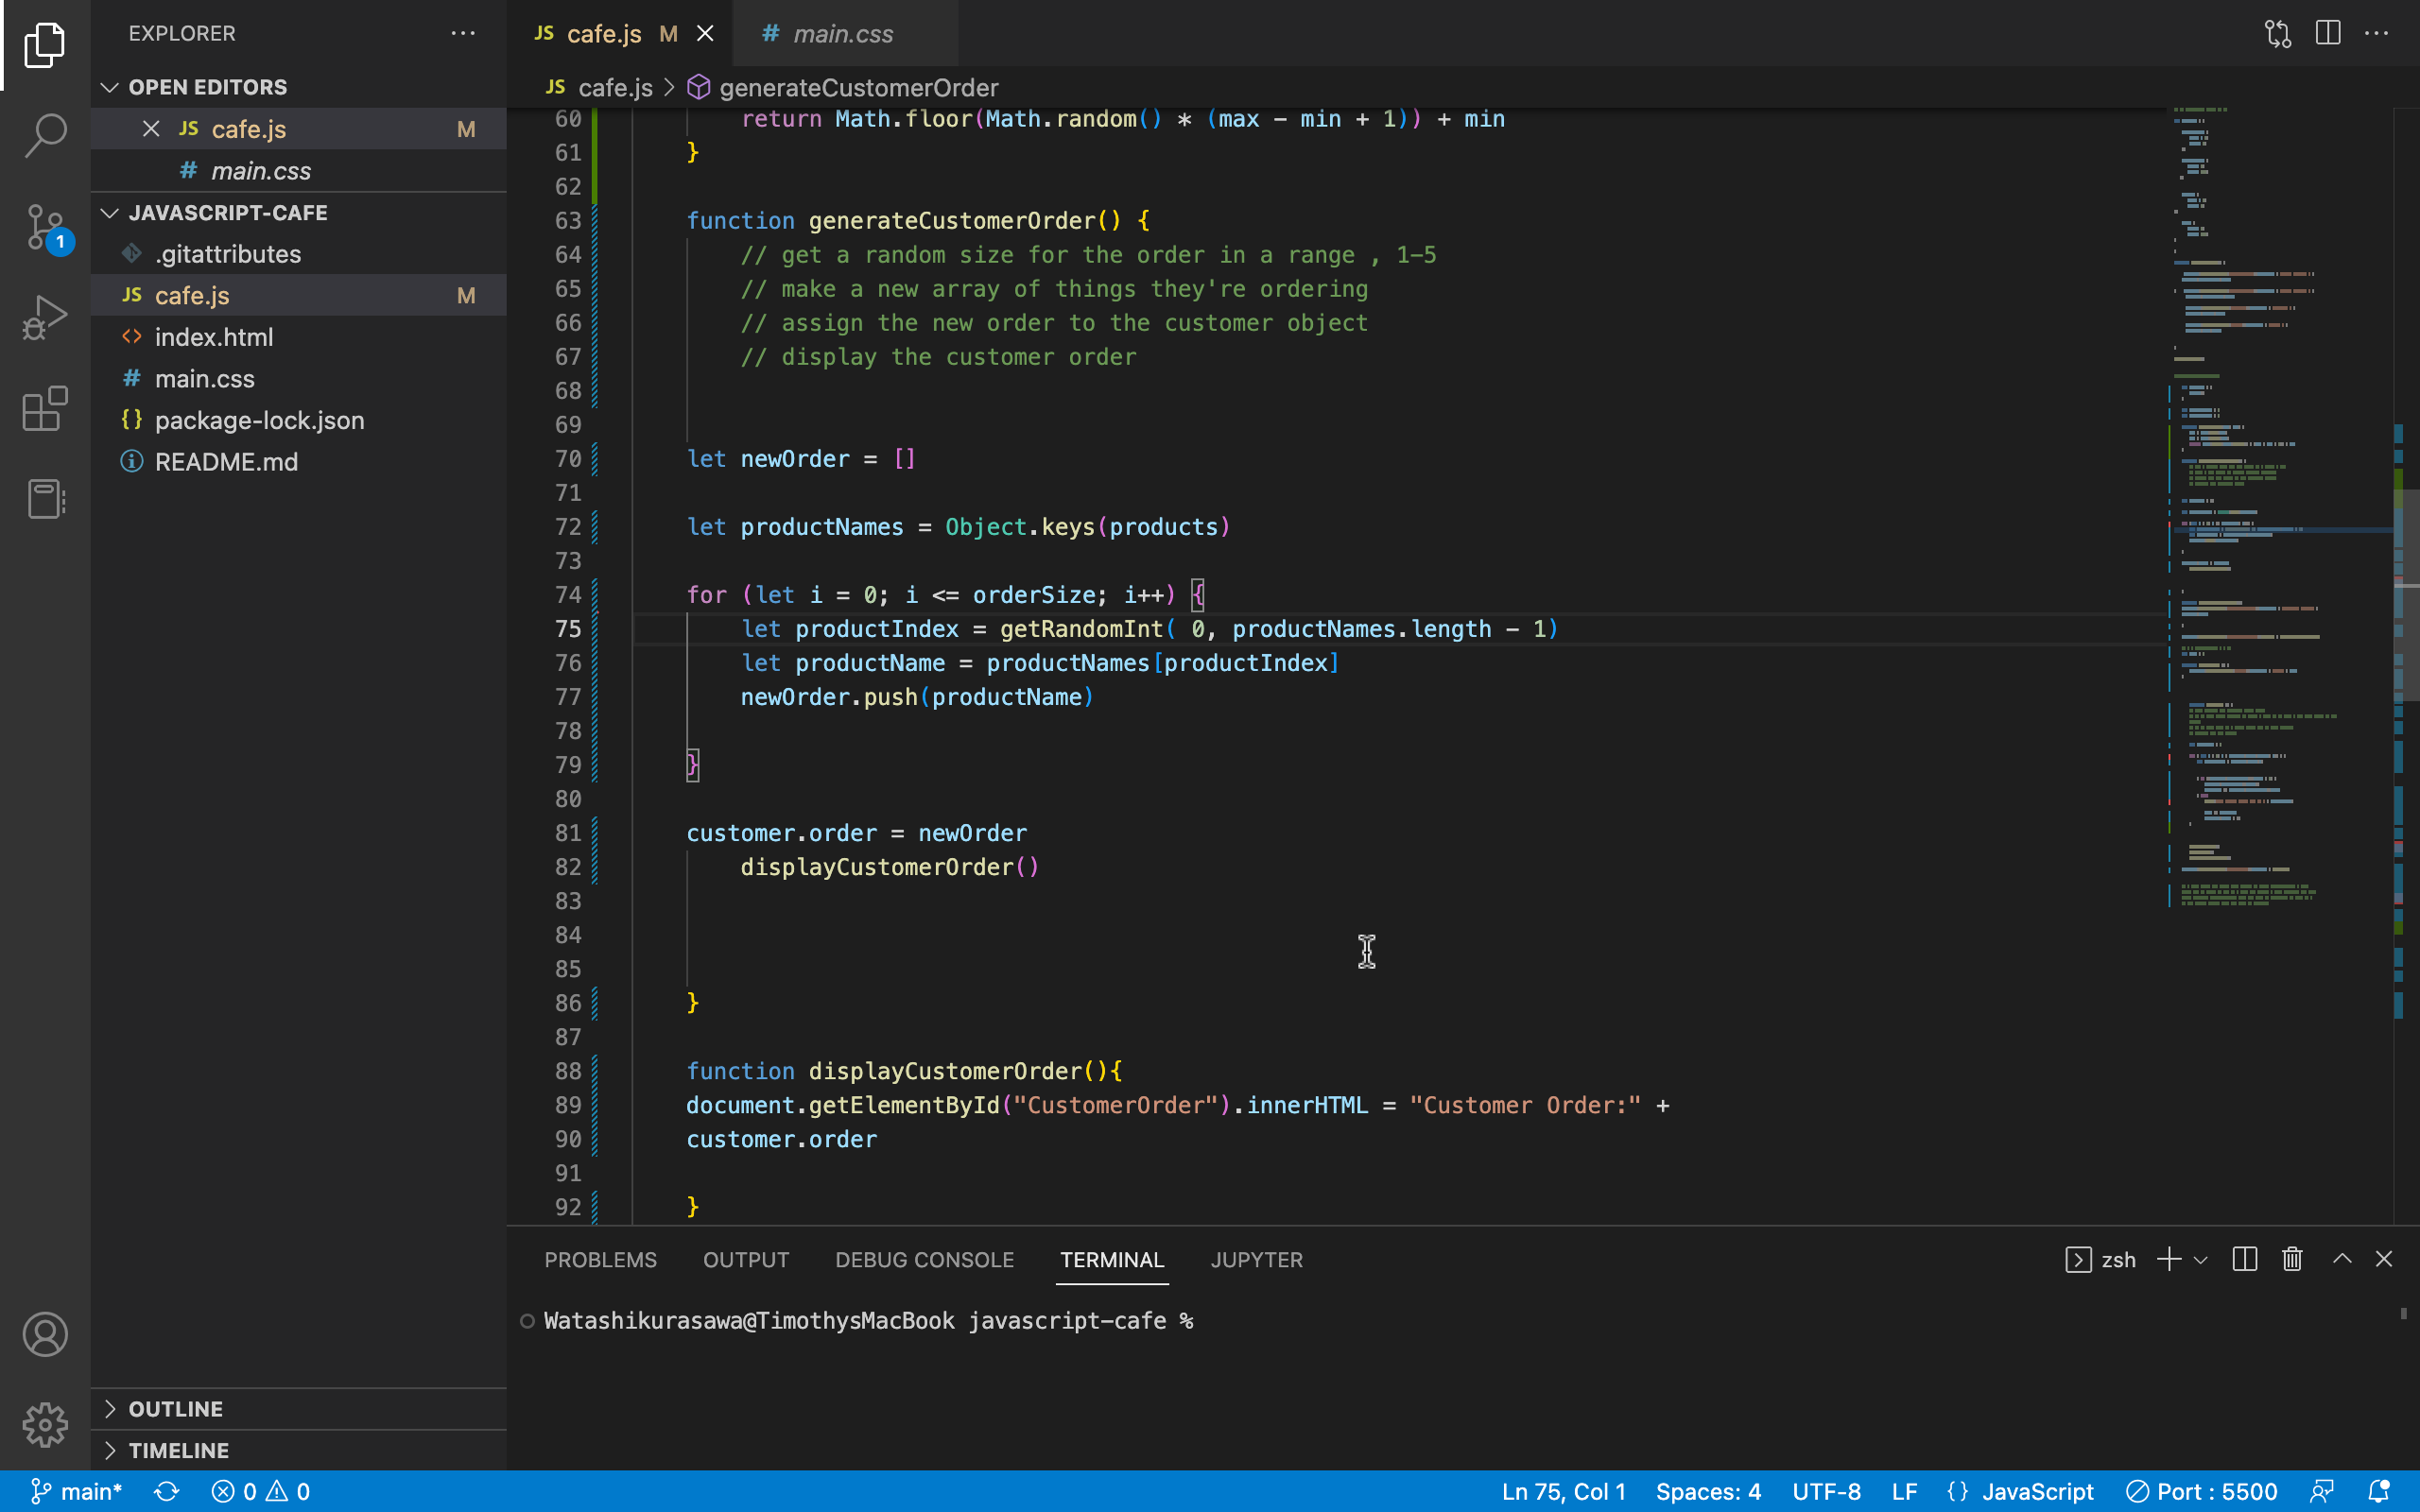 EXPLORER
OPEN EDITORS
JS cafe.js M
# main.css
JAVASCRIPT-CAFE
.gitattributes
JS cafe.js M
<> index.html
# main.css
{} package-lock.json
README.md
OUTLINE
TIMELINE
1
JS cafe.js M
# main.css
JS cafe.js > generateCustomerOrder
60 return Math.floor(Math.random() * (max - min + 1)) + min
61 }
62
63 function generateCustomerOrder() {
64 // get a random size for the order in a range , 1-5
65 // make a new array of things they're ordering
66 // assign the new order to the customer object
67 // display the customer order
68
69
70 let newOrder = []
71
72 let productNames = Object.keys(products)
73
74 for (let i = 0; i <= orderSize; i++) {
75 let productIndex = getRandomInt( 0, productNames.length - 1)
76 let productName = productNames[productIndex]
77 newOrder.push(productName)
78
79 }
80
81 customer.order = newOrder
82 displayCustomerOrder()
83
84
85
86 }
87
88 function displayCustomerOrder(){
89 document.getElementById("CustomerOrder").innerHTML = "Customer Order:" +
90 customer.order
91
92 }
PROBLEMS OUTPUT DEBUG CONSOLE TERMINAL JUPYTER
zsh
Watashikurasawa@TimothysMacBook javascript-cafe %
main* 0 0 Ln 75, Col 1 Spaces: 4 UTF-8 LF {} JavaScript Port : 5500